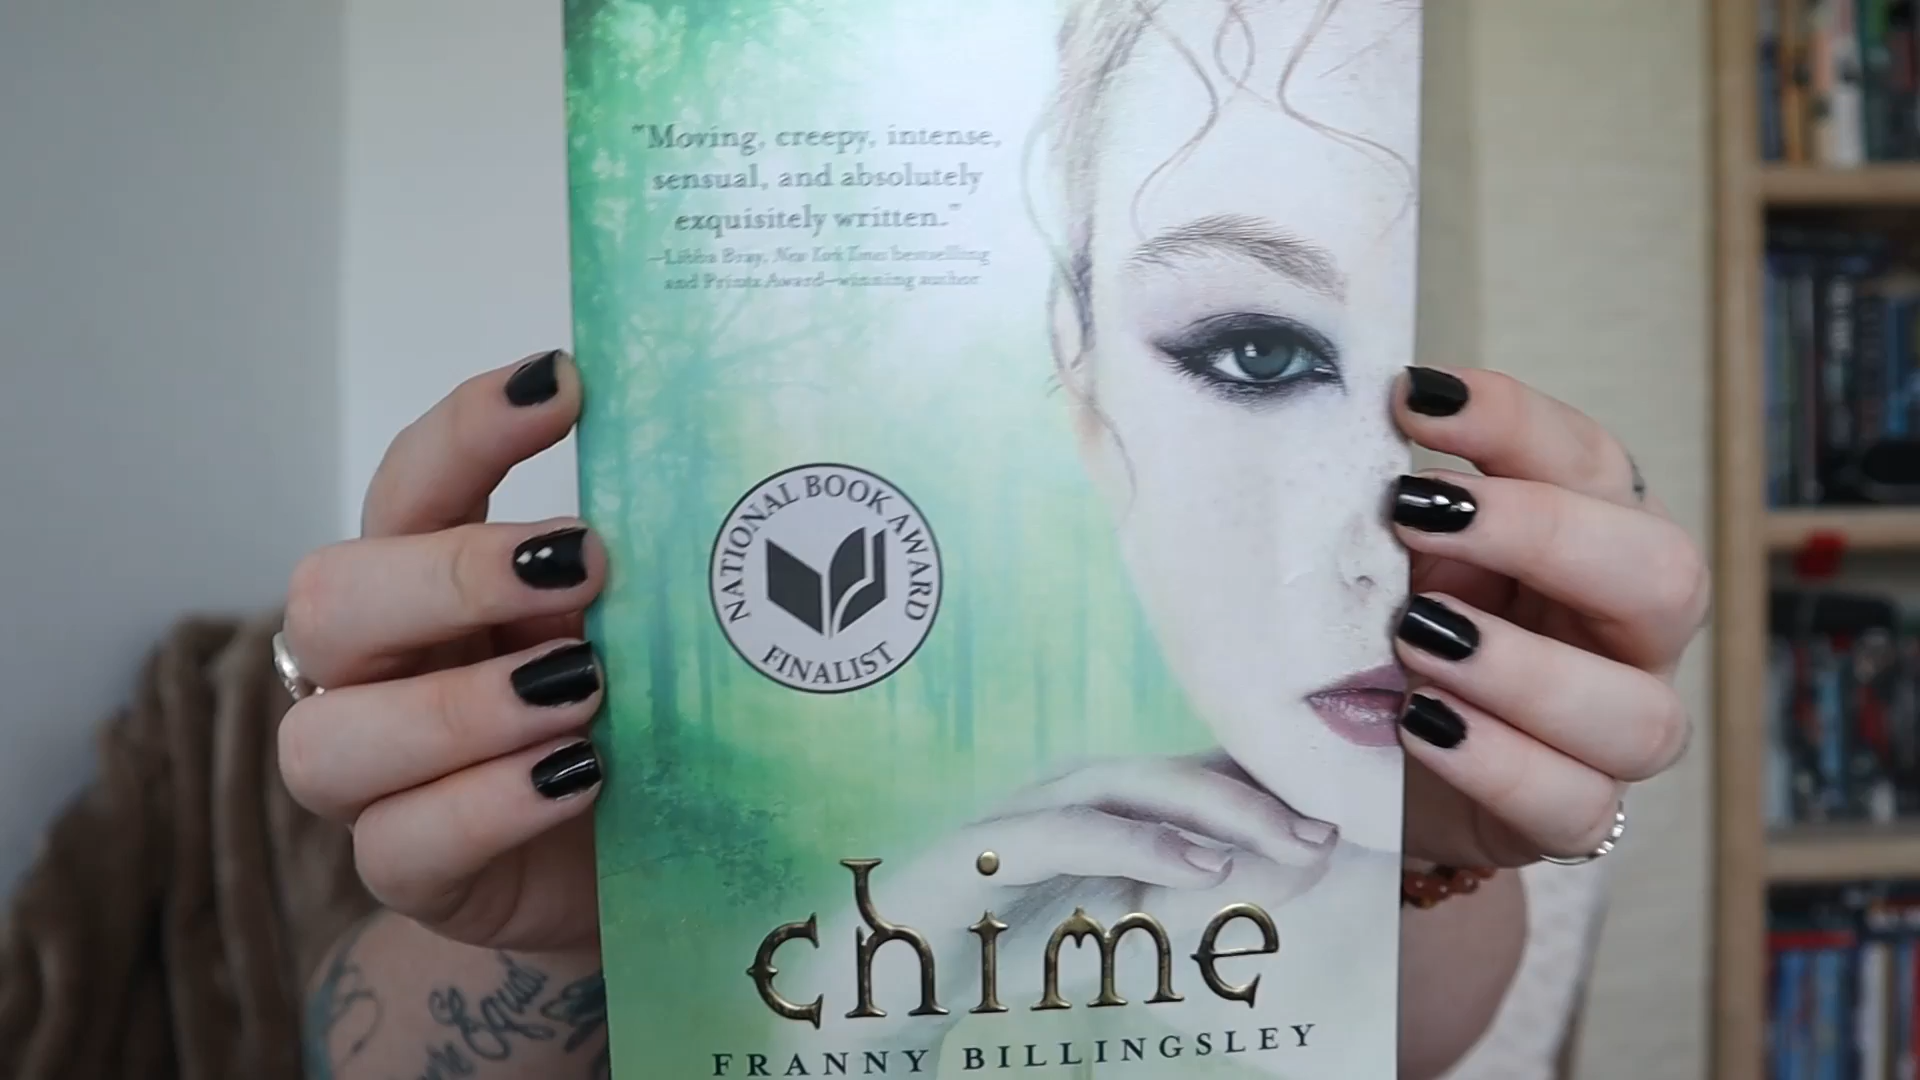 "Moving, creepy, intense,
sensual, and absolutely
exquisitely written."
—Libba Bray, New York Times bestselling
and Printz Award—winning author
NATIONAL BOOK AWARD
FINALIST
chime
FRANNY BILLINGSLEY
Equal